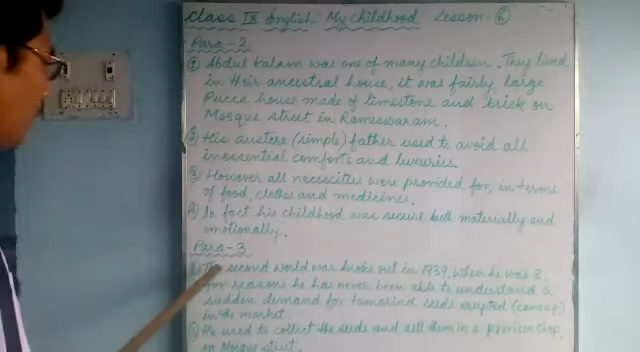 Class IX English: My childhood Lesson-6
Para-2
① Abdul kalam was one of many children. They lived
in their ancestral house, it was fairly, large
Pucca house made of limestone and brick on
Mosque street in Rameswaram.
② His austere (simple) father used to avoid all
inessential comforts and luxuries.
③ However all necessities were provided for, in terms
of food, clothes and medicines.
④ In fact his childhood was secure both materially and
emotionally.
Para-3
① The second world war broke out in 1939, when he was 8.
For reasons he has never been able to understand a
sudden demand for tamarind seeds erupted (came up)
in the market.
② He used to collect the seeds and sell them in a provision shop
on Mosque street.